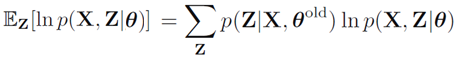 𝔼_𝐙[ln p(𝐗, 𝐙|𝜽)] = ∑_𝐙 p(𝐙|𝐗, 𝜽^old) ln p(𝐗, 𝐙|𝜽)